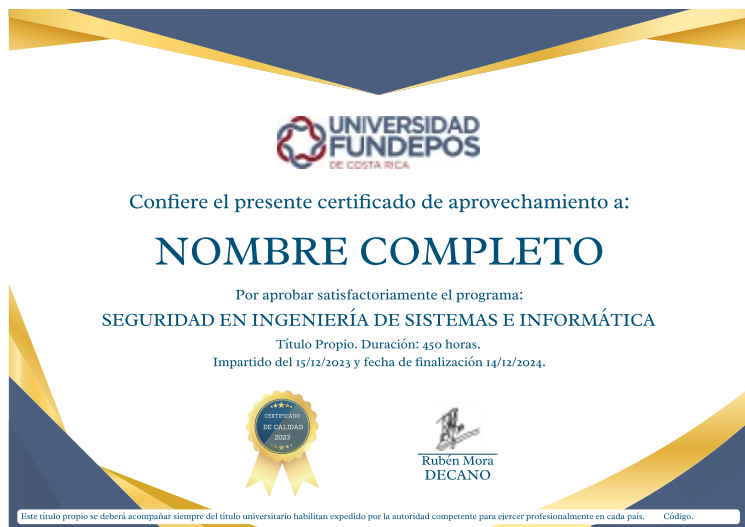 UNIVERSIDAD
FUNDEPOS
DE COSTA RICA
Confiere el presente certificado de aprovechamiento a:
NOMBRE COMPLETO
Por aprobar satisfactoriamente el programa:
SEGURIDAD EN INGENIERÍA DE SISTEMAS E INFORMÁTICA
Título Propio. Duración: 450 horas.
Impartido del 15/12/2023 y fecha de finalización 14/12/2024.
CERTIFICADO
DE CALIDAD
2023
Rubén Mora
DECANO
Este título propio se deberá acompañar siempre del título universitario habilitan expedido por la autoridad competente para ejercer profesionalmente en cada país. Código.